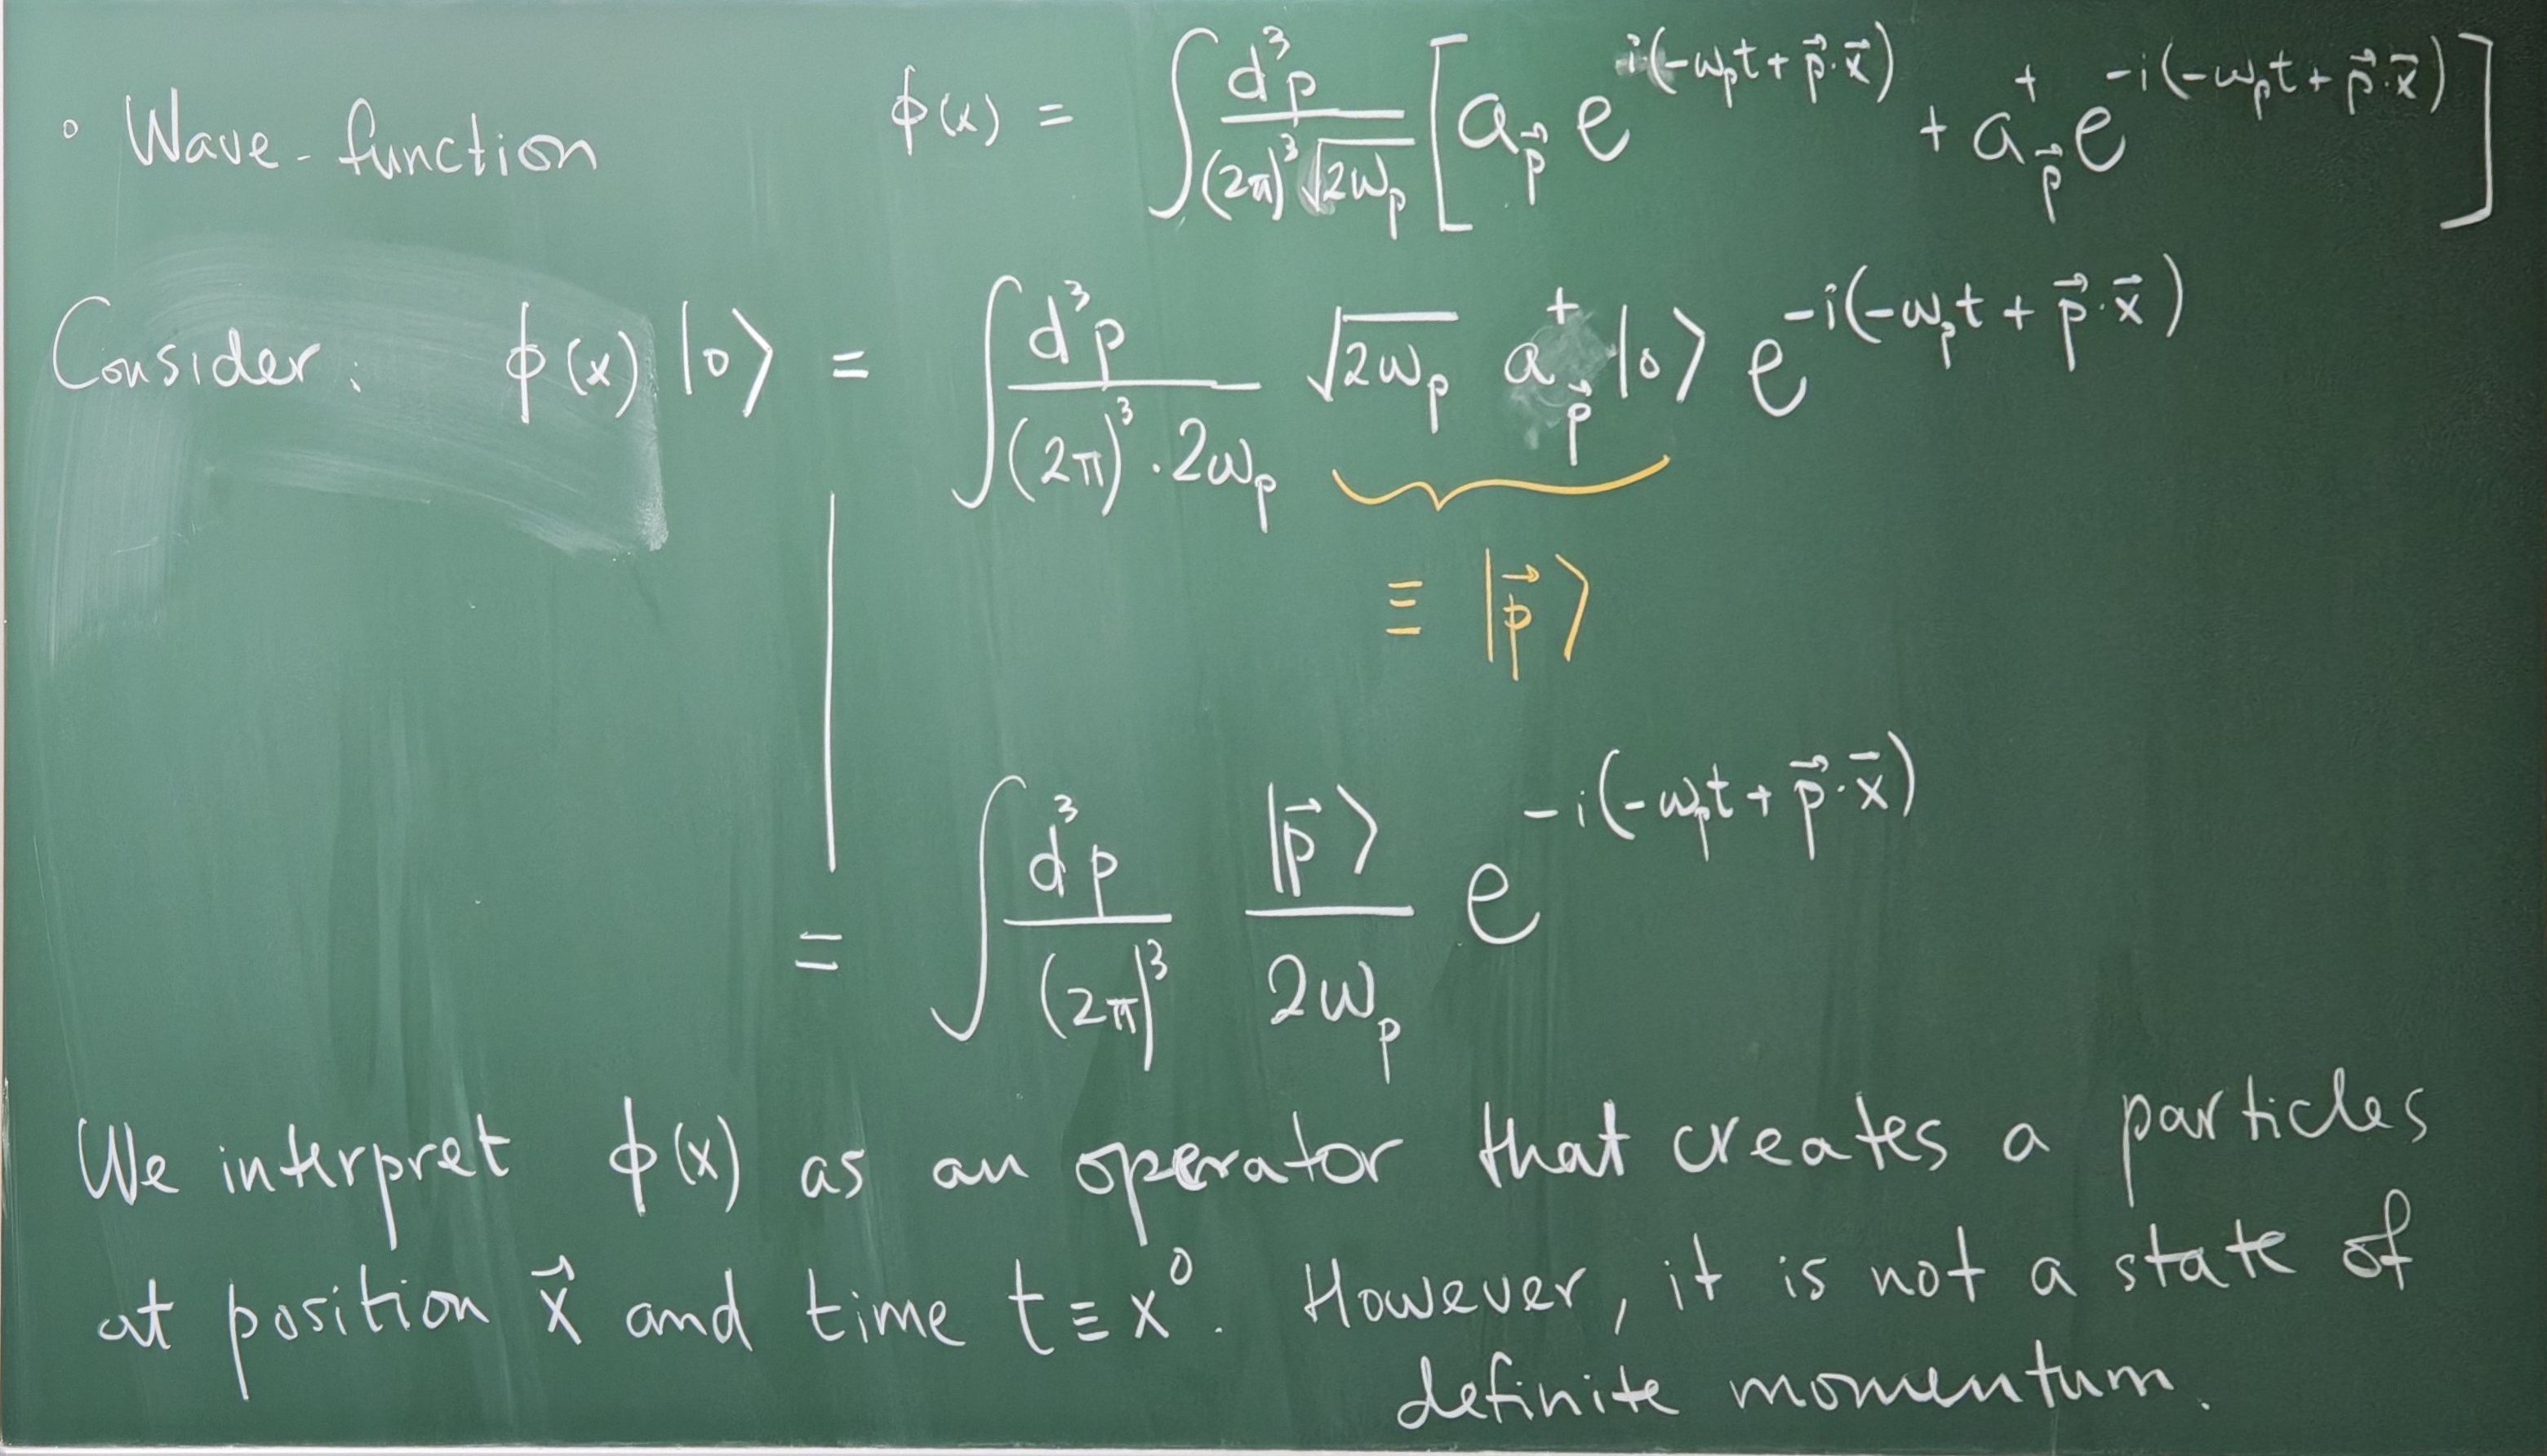 ◦ Wave-function ϕ(x) = ∫ d³p / ((2π)³ √(2ω_p)) [ a_p⃗ e^{i(-ω_p t + p⃗·x⃗)} + a⁺_p⃗ e^{-i(-ω_p t + p⃗·x⃗)} ]
Consider: ϕ(x) |0⟩ = ∫ d³p / ((2π)³ · 2ω_p) √(2ω_p) a⁺_p⃗ |0⟩ e^{-i(-ω_p t + p⃗·x⃗)}
≡ |p⃗⟩
= ∫ d³p / (2π)³ |p⃗⟩ / 2ω_p e^{-i(-ω_p t + p⃗·x⃗)}
We interpret ϕ(x) as an operator that creates a particles
at position x⃗ and time t ≡ x⁰. However, it is not a state of
definite momentum.